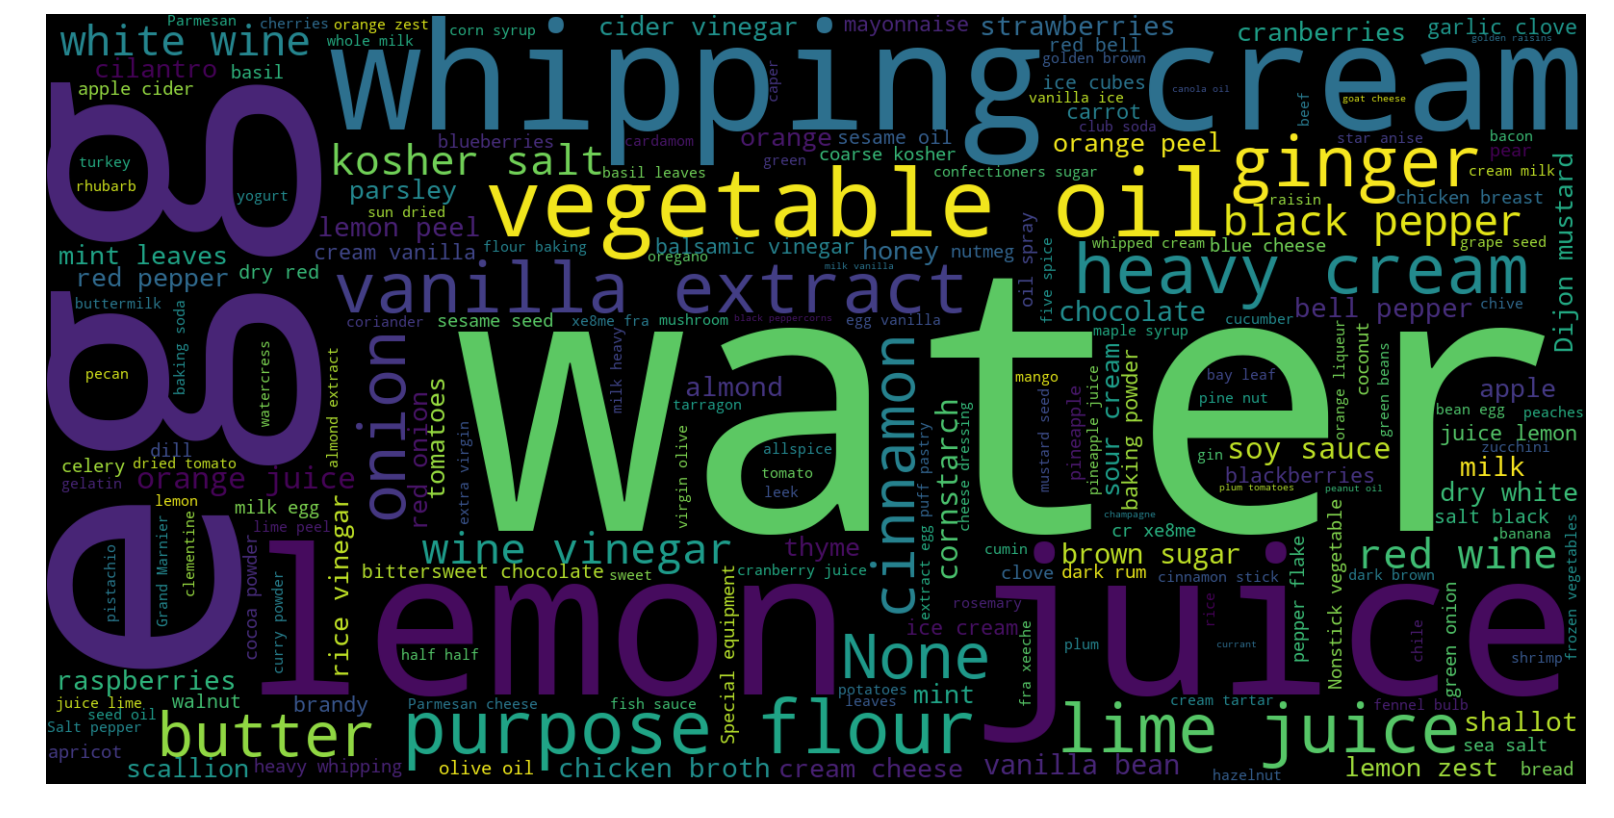 Parmesan
cherries
orange zest
corn syrup
cider vinegar
mayonnaise
strawberries
cranberries
garlic clove
white wine
whole milk
whipping cream
red bell
golden raisins
cilantro
basil
golden brown
apple cider
caper
ice cubes
canola oil
vanilla ice
goat cheese
beef
carrot
egg
blueberries
cardamom
orange
sesame oil
club soda
orange peel
star anise
bacon
turkey
kosher salt
green
coarse kosher
ginger
pear
rhubarb
basil leaves
confectioners sugar
cream milk
yogurt
parsley
vegetable oil
raisin
chicken breast
Dijon mustard
sun dried
lemon peel
black pepper
mint leaves
cream vanilla
flour baking
balsamic vinegar
honey
nutmeg
oil spray
five spice
whipped cream
blue cheese
grape seed
oregano
red pepper
dry red
vanilla extract
milk vanilla
heavy cream
buttermilk
baking soda
chocolate
bell pepper
chive
coriander
sesame seed
xe8me fra
mushroom
black peppercorns
egg vanilla
cucumber
maple syrup
water
onion
milk heavy
cinnamon
watercress
pecan
almond extract
tomatoes
red onion
almond
tarragon
mango
pineapple
pineapple juice
sour cream
baking powder
bay leaf
pine nut
orange liqueur
coconut
green beans
apple
bean egg
peaches
juice lemon
zucchini
dill
celery
dried tomato
gelatin
orange juice
extra virgin
virgin olive
allspice
tomato
leek
puff pastry
extract egg
cornstarch
cheese dressing
mustard seed
gin
soy sauce
blackberries
plum tomatoes
peanut oil
milk
lemon
milk egg
lime peel
champagne
dry white
salt black
cr xe8me
banana
pistachio
Grand Marnier
clementine
cocoa powder
curry powder
rice vinegar
wine vinegar
thyme
cumin
brown sugar
pepper flake
Nonstick vegetable
red wine
frozen vegetables
bittersweet chocolate
sweet
cranberry juice
clove
dark rum
cinnamon stick
dark brown
lemon juice
rosemary
rice
ice cream
Special equipment
half half
None
fra xeeche
plum
currant
chile
green onion
shrimp
raspberries
potatoes
leaves
mint
juice lime
walnut
brandy
Parmesan cheese
fish sauce
cream tartar
fennel bulb
seed oil
Salt pepper
butter
purpose flour
lime juice
shallot
apricot
sea salt
scallion
heavy whipping
olive oil
chicken broth
cream cheese
vanilla bean
hazelnut
lemon zest
bread